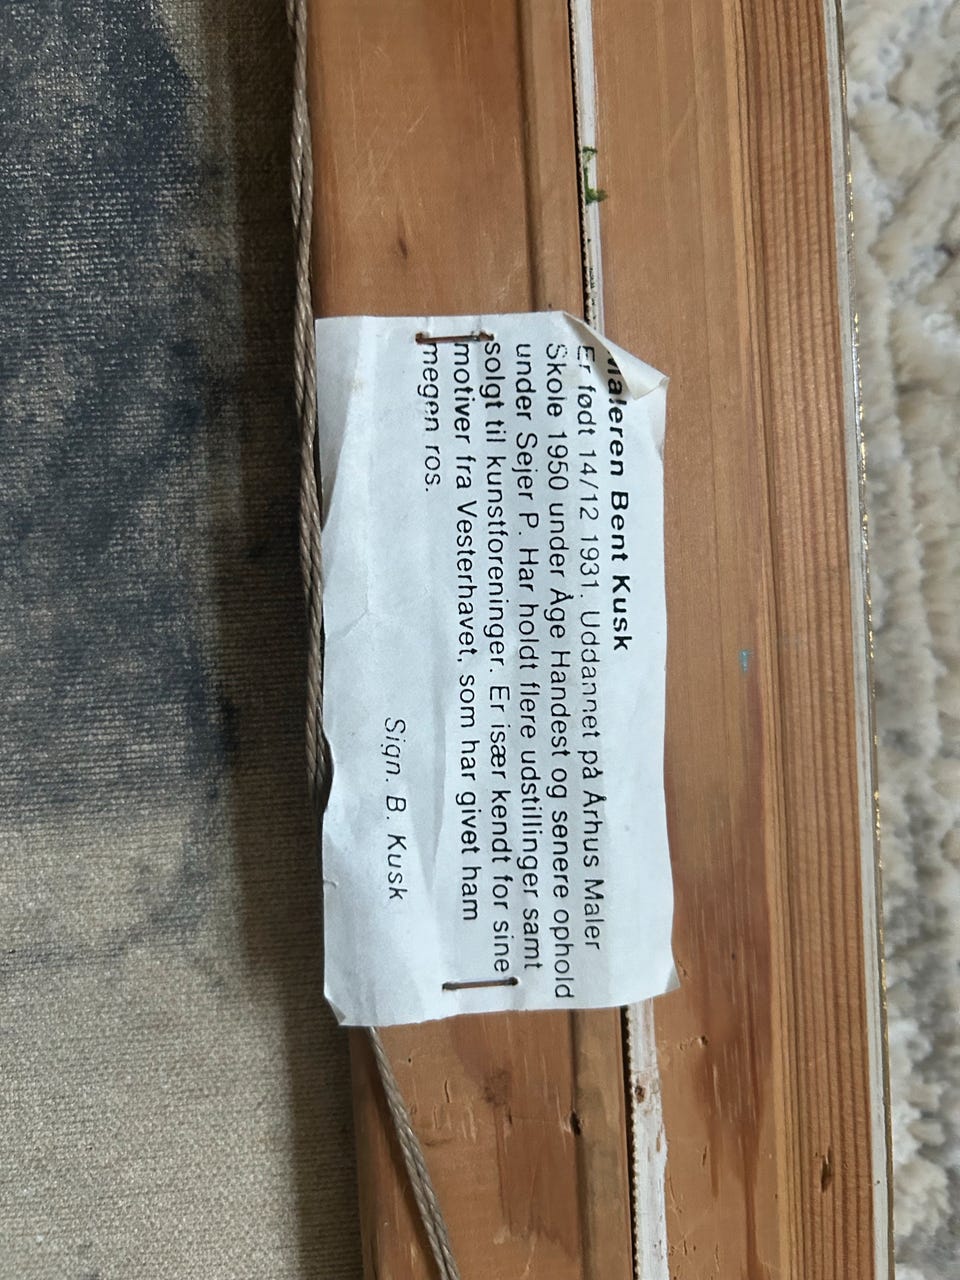 Maleren Bent Kusk
Er født 14/12 1931. Uddannet på Århus Maler
Skole 1950 under Åge Handest og senere ophold
under Sejer P. Har holdt flere udstillinger samt
solgt til kunstforeninger. Er især kendt for sine
motiver fra Vesterhavet, som har givet ham
megen ros.
Sign. B. Kusk